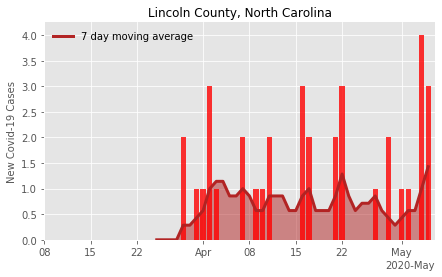 Lincoln County, North Carolina
7 day moving average
New Covid-19 Cases
4.0
3.5
3.0
2.5
2.0
1.5
1.0
0.5
0.0
08 15 22 Apr 08 15 22 May
2020-May